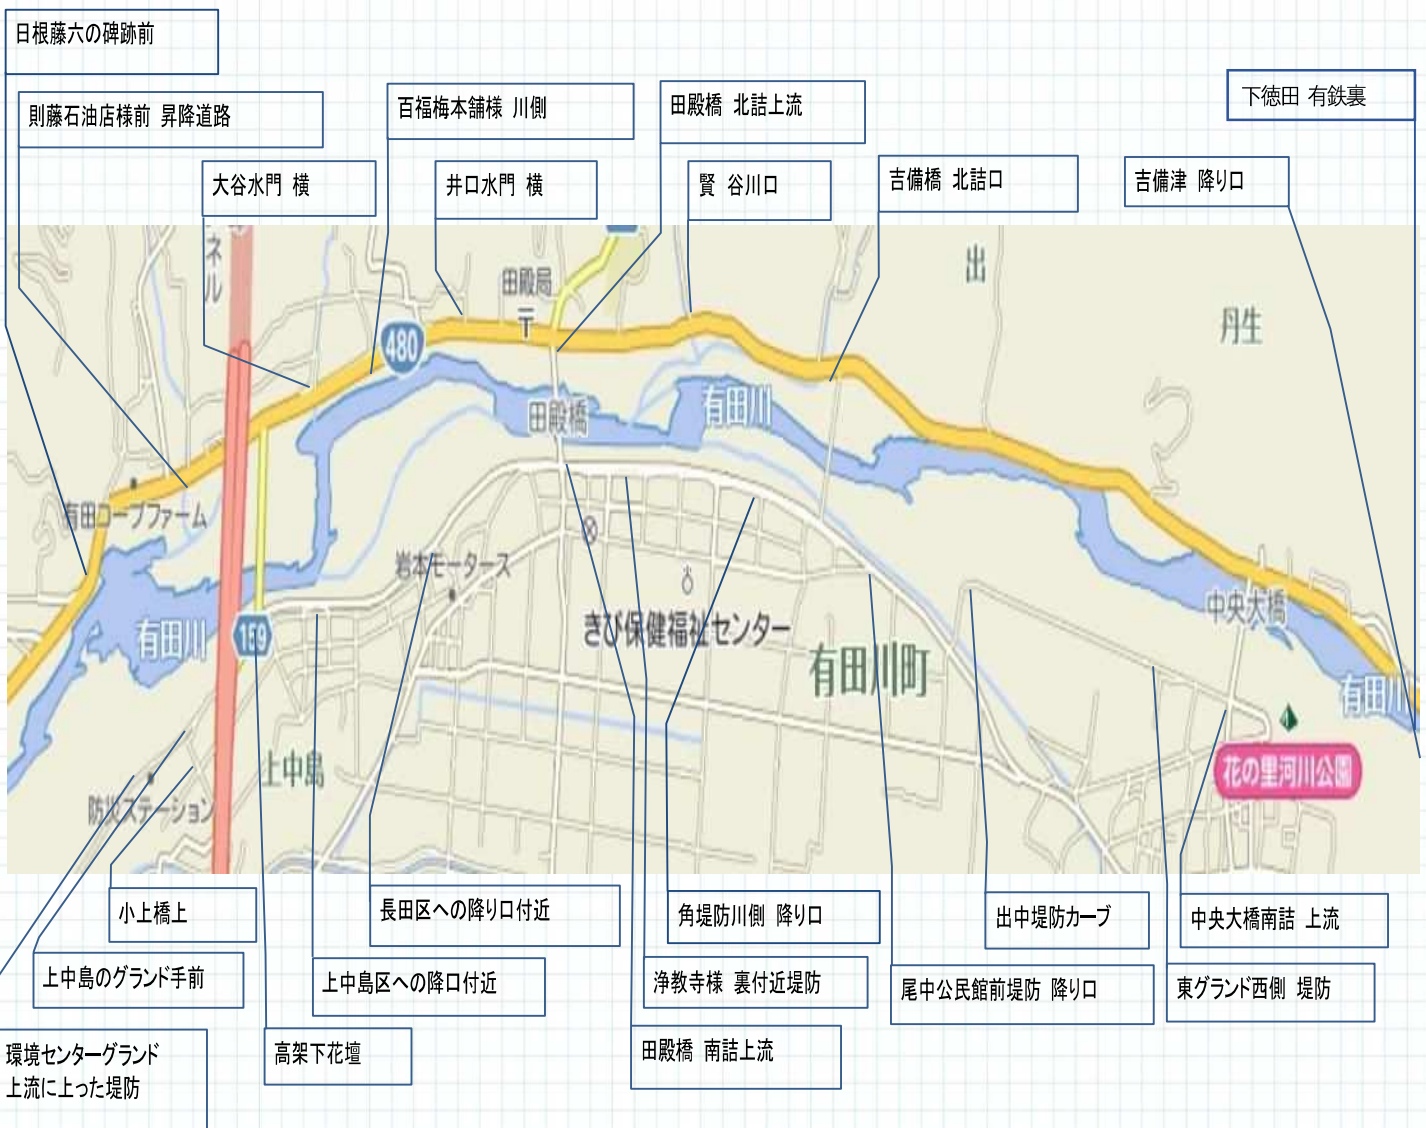 日根藤六の碑跡前
則藤石油店様前 昇降道路
大谷水門 横
百福梅本舗様 川側
井口水門 横
田殿橋 北詰上流
賢 谷川口
吉備橋 北詰口
吉備津 降り口
下徳田 有鉄裏
ネル
田殿局
出
丹生
480
有田川
田殿橋
有田コープファーム
岩本モータース
中央大橋
有田川
159
きび保健福祉センター
有田川町
有田川
上中島
花の里河川公園
防災ステーション
小上橋上
長田区への降り口付近
角堤防川側 降り口
出中堤防カーブ
中央大橋南詰 上流
上中島のグランド手前
上中島区への降口付近
浄教寺様 裏付近堤防
尾中公民館前堤防 降り口
東グランド西側 堤防
環境センターグランド
上流に上った堤防
高架下花壇
田殿橋 南詰上流